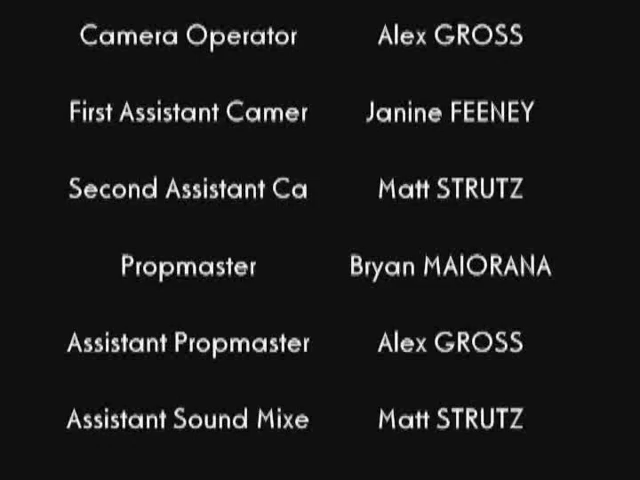 Camera Operator Alex GROSS
First Assistant Camer Janine FEENEY
Second Assistant Ca Matt STRUTZ
Propmaster Bryan MAIORANA
Assistant Propmaster Alex GROSS
Assistant Sound Mixe Matt STRUTZ